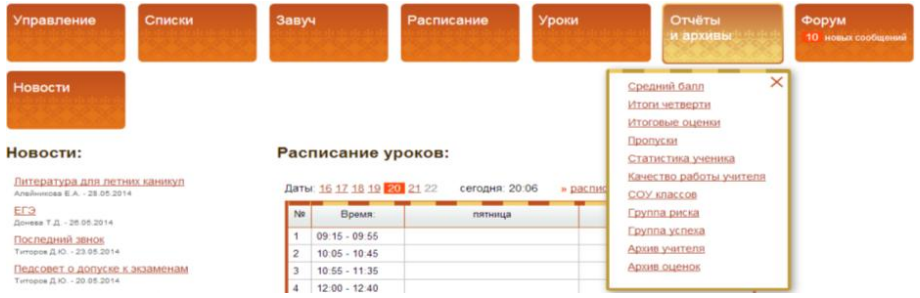 Управление
Списки
Завуч
Расписание
Уроки
Отчёты
и архивы
Форум
10 новых сообщений
Новости
Средний балл
Итоги четверти
Итоговые оценки
Пропуски
Статистика ученика
Качество работы учителя
СОУ классов
Группа риска
Группа успеха
Архив учителя
Архив оценок
Новости:
Литература для летних каникул
Алейникова Е.А. - 28.05.2014
ЕГЭ
Донева Т.Д. - 26.05.2014
Последний звонок
Титоров Д.Ю. - 23.05.2014
Педсовет о допуске к экзаменам
Титоров Д.Ю. - 20.05.2014
Расписание уроков:
Даты: 16 17 18 19 20 21 22 сегодня: 20:06 » распис
№ Время: пятница
1 09:15 - 09:55
2 10:05 - 10:45
3 10:55 - 11:35
4 12:00 - 12:40